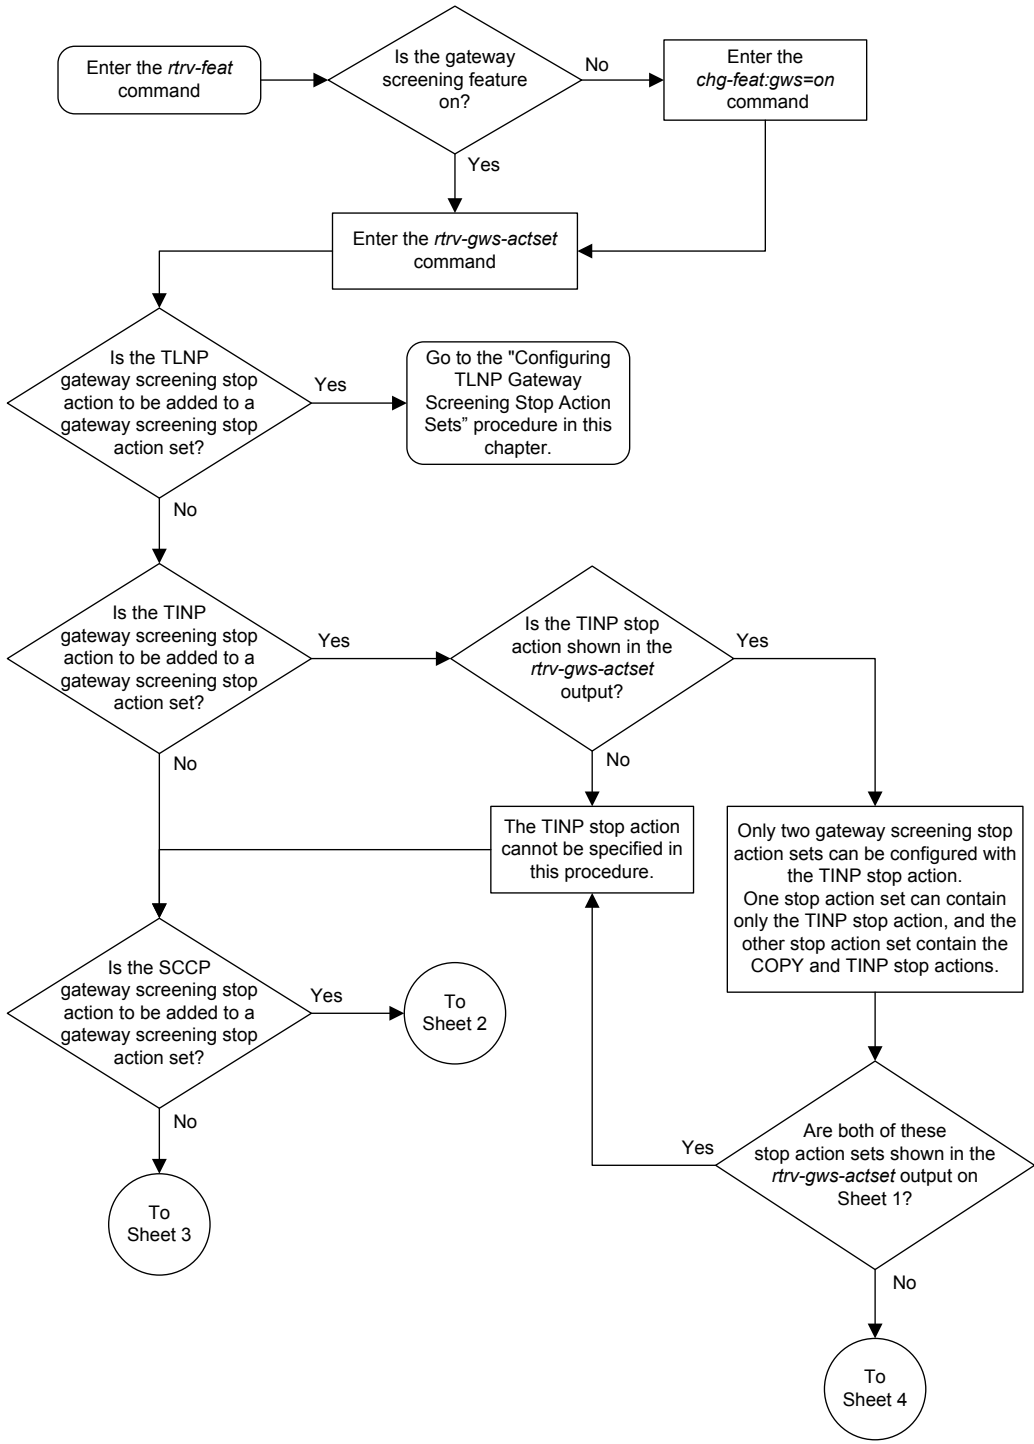 Enter the rtrv-feat
command
Is the gateway
screening feature
on?
No
Enter the
chg-feat:gws=on
command
Yes
Enter the rtrv-gws-actset
command
Is the TLNP
gateway screening stop
action to be added to a
gateway screening stop
action set?
Yes
Go to the "Configuring
TLNP Gateway
Screening Stop Action
Sets” procedure in this
chapter.
No
Is the TINP
gateway screening stop
action to be added to a
gateway screening stop
action set?
Yes
Is the TINP stop
action shown in the
rtrv-gws-actset
output?
Yes
No
No
The TINP stop action
cannot be specified in
this procedure.
Only two gateway screening stop
action sets can be configured with
the TINP stop action.
One stop action set can contain
only the TINP stop action, and the
other stop action set contain the
COPY and TINP stop actions.
Is the SCCP
gateway screening stop
action to be added to a
gateway screening stop
action set?
Yes
To
Sheet 2
No
To
Sheet 3
Yes
Are both of these
stop action sets shown in the
rtrv-gws-actset output on
Sheet 1?
No
To
Sheet 4